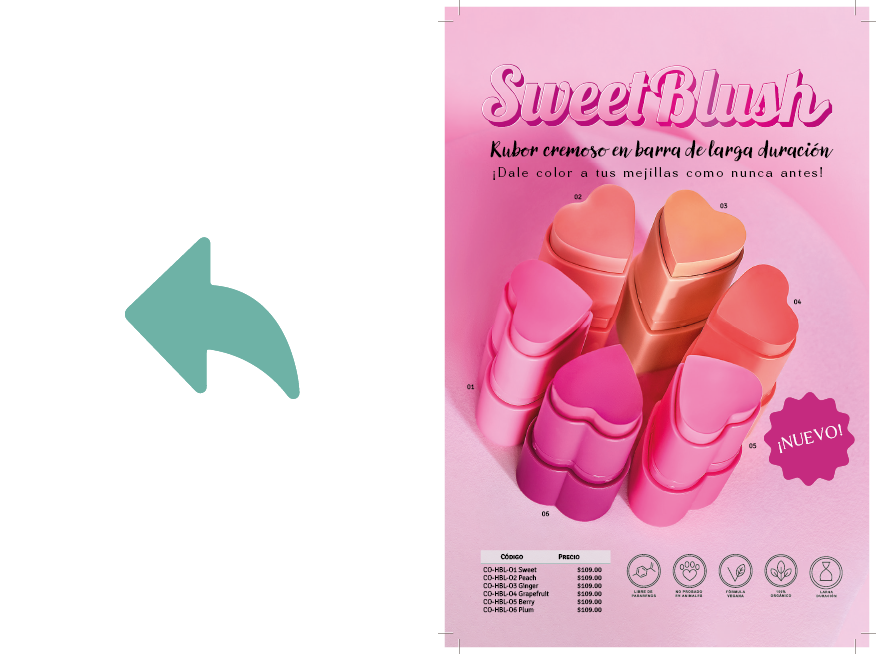 SweetBlush
Rubor cremoso en barra de larga duración
¡Dale color a tus mejillas como nunca antes!
02
03
04
01
05
¡NUEVO!
06
CÓDIGO PRECIO
CO-HBL-01 Sweet $109.00
CO-HBL-02 Peach $109.00
CO-HBL-03 Ginger $109.00
CO-HBL-04 Grapefruit $109.00
CO-HBL-05 Berry $109.00
CO-HBL-06 Plum $109.00
LIBRE DE PARABENOS
NO PROBADO EN ANIMALES
FÓRMULA VEGANA
100% ORGÁNICO
LARGA DURACIÓN